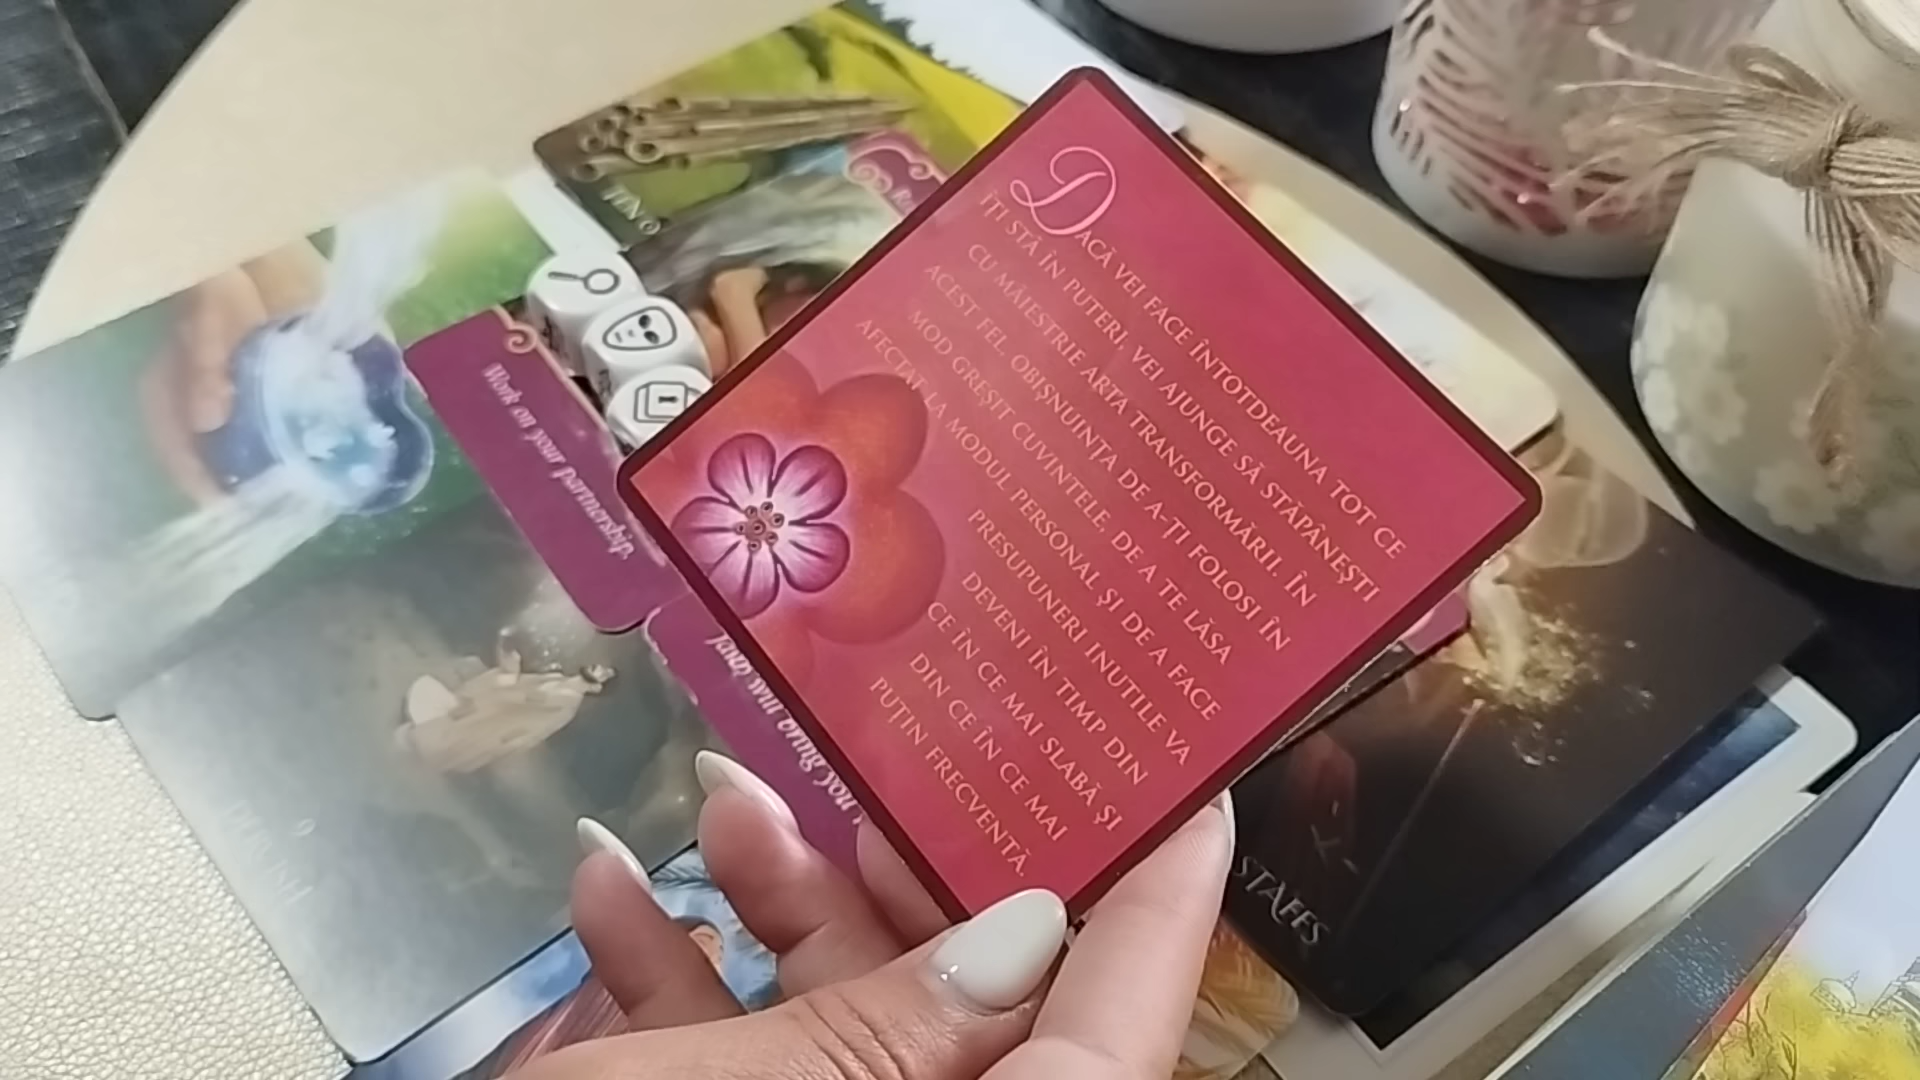 DACĂ VEI FACE ÎNTOTDEAUNA TOT CE
ÎȚI STĂ ÎN PUTERI, VEI AJUNGE SĂ STĂPÂNEȘTI
CU MĂIESTRIE ARTA TRANSFORMĂRII. ÎN
ACEST FEL, OBIȘNUINȚA DE A-ȚI FOLOSI ÎN
MOD GREȘIT CUVINTELE, DE A TE LĂSA
AFECTAT LA MODUL PERSONAL ȘI DE A FACE
PRESUPUNERI INUTILE VA
DEVENI ÎN TIMP DIN
CE ÎN CE MAI SLABĂ ȘI
DIN CE ÎN CE MAI
PUȚIN FRECVENTĂ.
Work on your partnership.
will bring you
STAFFS